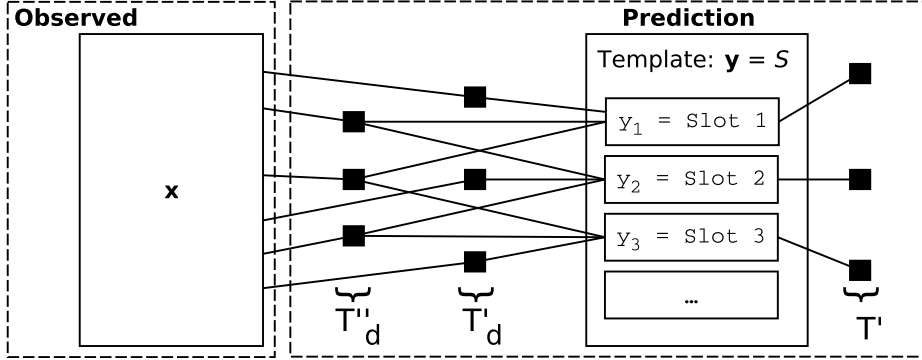 Observed
Prediction
Template: y = S
y1 = Slot 1
x
y2 = Slot 2
y3 = Slot 3
...
T''d
T'd
T'